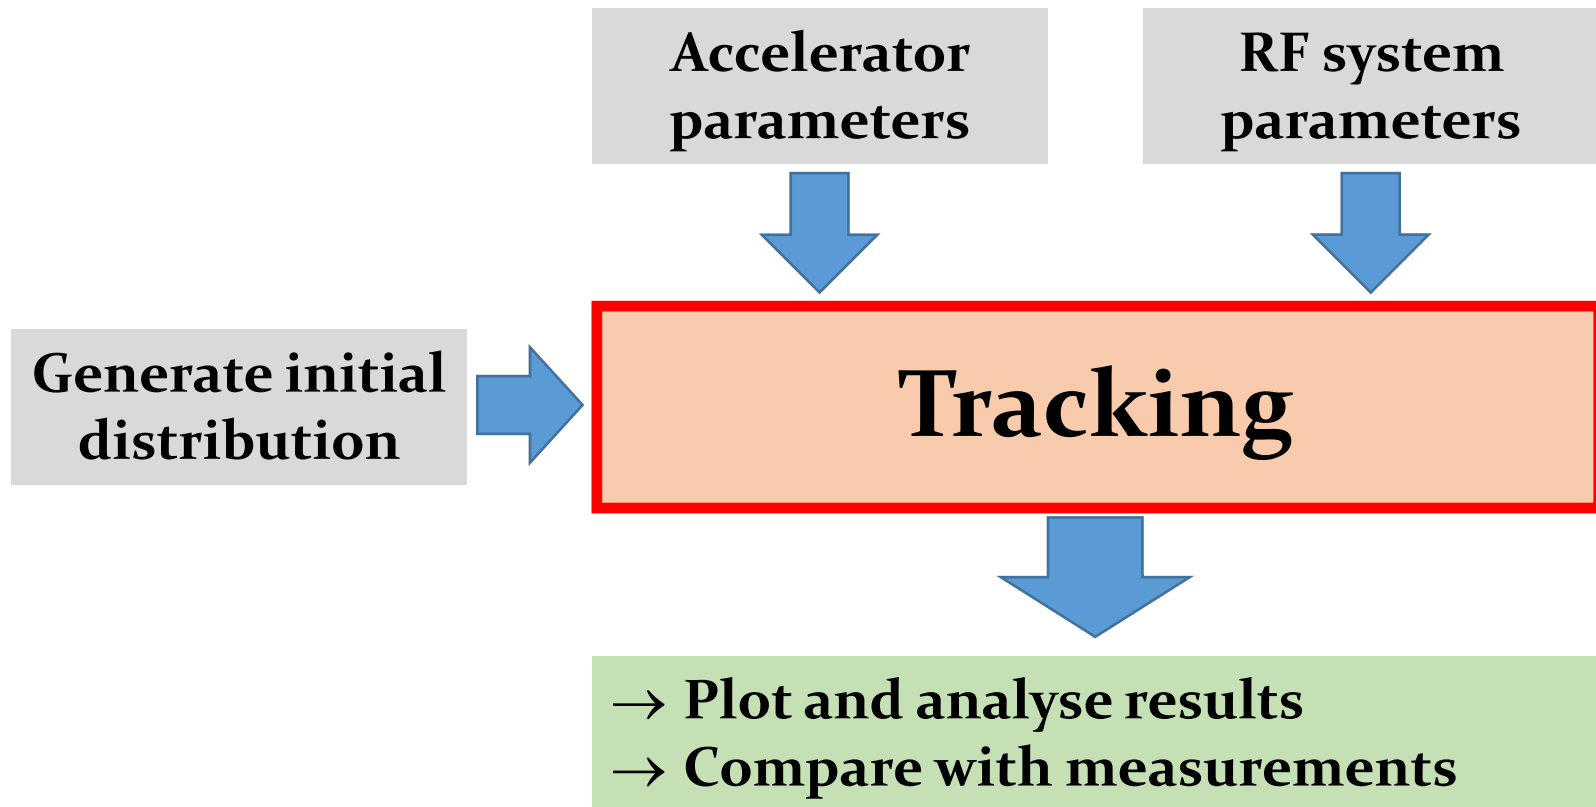 Accelerator
parameters
RF system
parameters
Generate initial
distribution
Tracking
→ Plot and analyse results
→ Compare with measurements